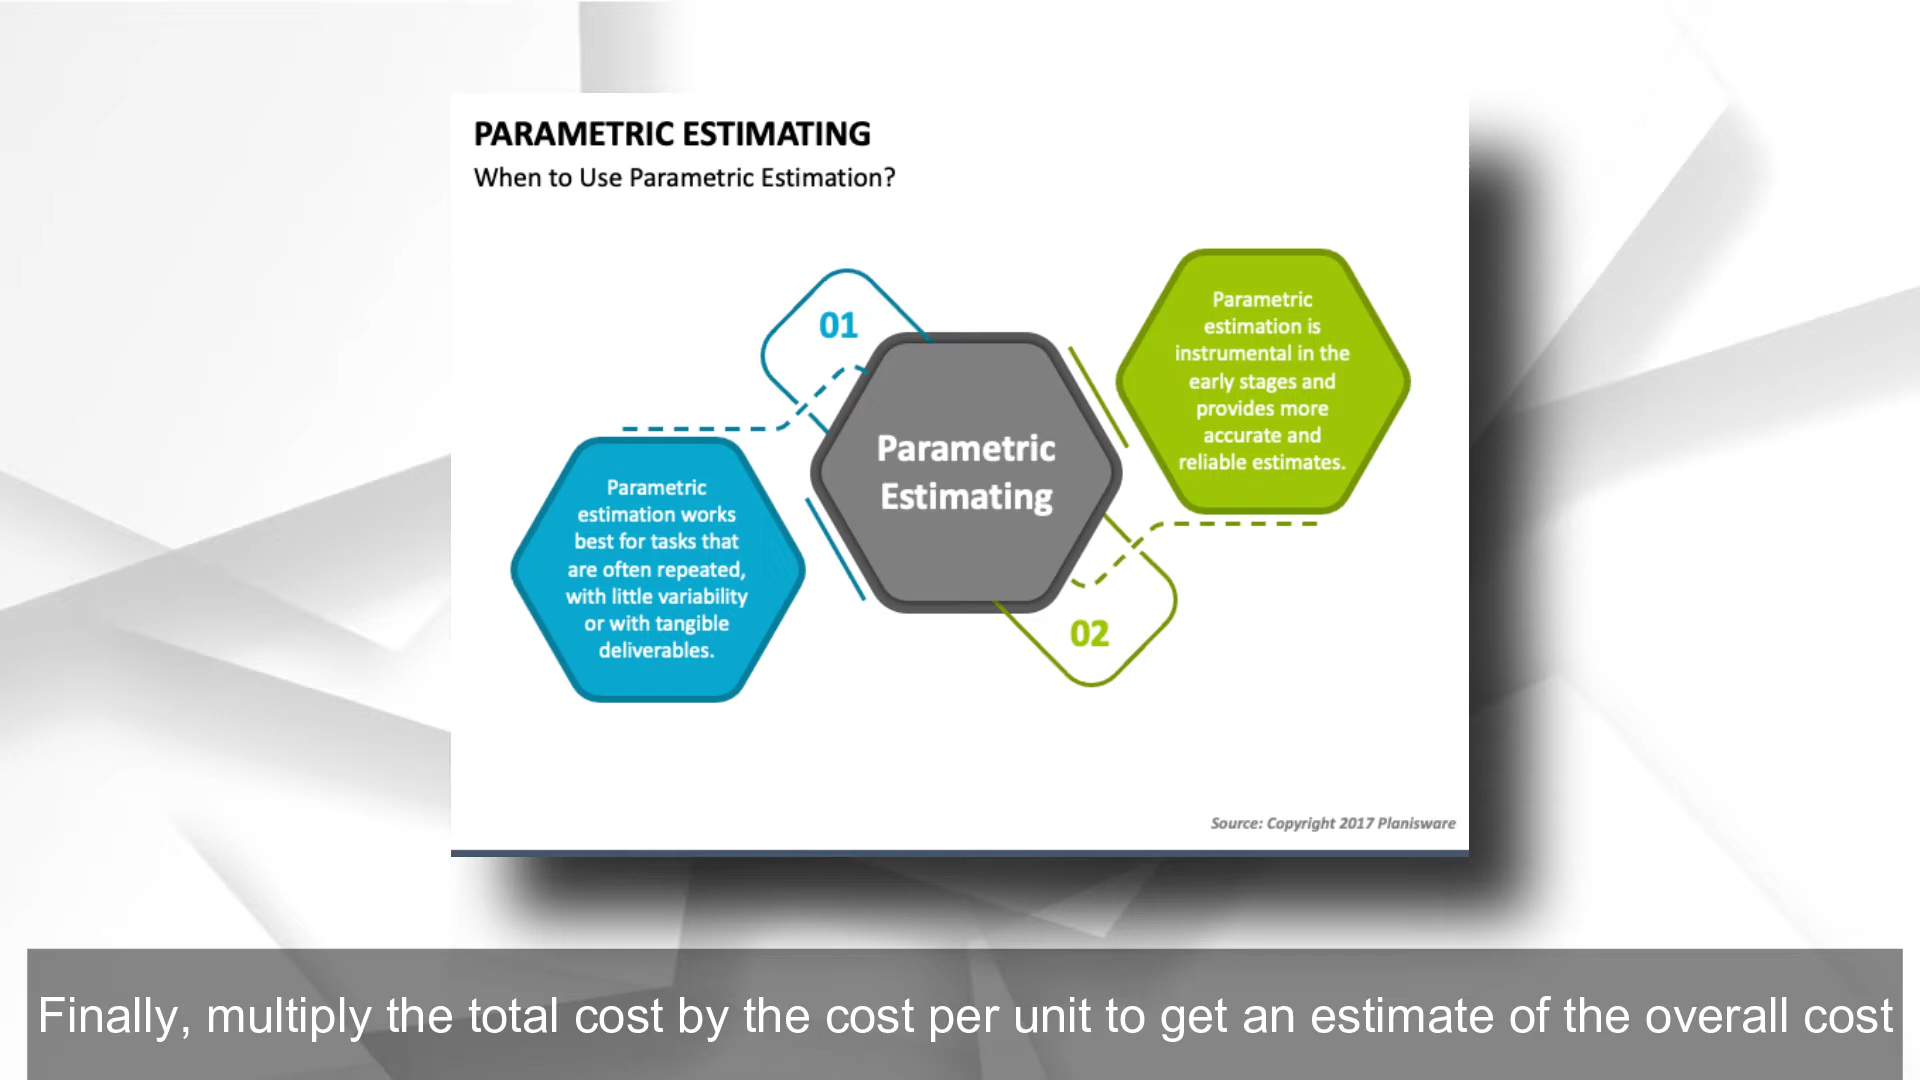 PARAMETRIC ESTIMATING
When to Use Parametric Estimation?
01
Parametric
estimation works
best for tasks that
are often repeated,
with little variability
or with tangible
deliverables.
Parametric
Estimating
Parametric
estimation is
instrumental in the
early stages and
provides more
accurate and
reliable estimates.
02
Source: Copyright 2017 Planisware
Finally, multiply the total cost by the cost per unit to get an estimate of the overall cost